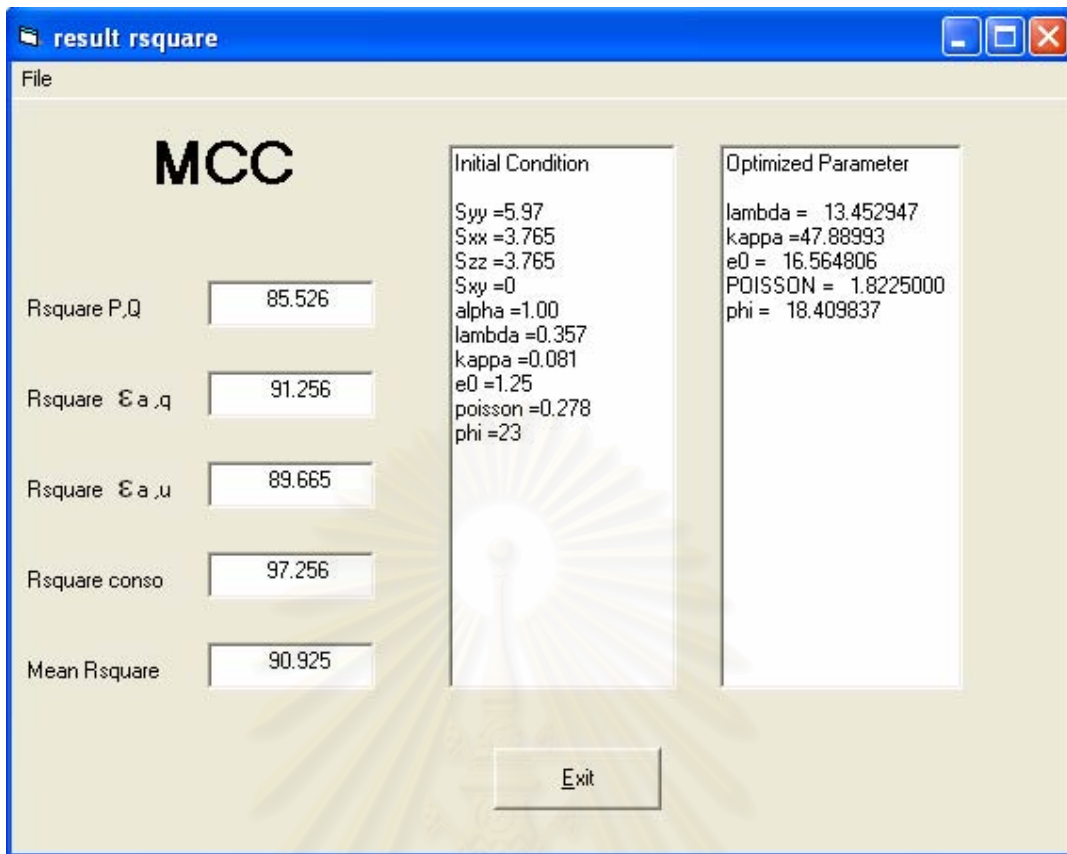 result rsquare
File
MCC
Rsquare P,Q
85.526
Rsquare εa,q
91.256
Rsquare εa,u
89.665
Rsquare conso
97.256
Mean Rsquare
90.925
Initial Condition
Syy =5.97
Sxx =3.765
Szz =3.765
Sxy =0
alpha =1.00
lambda =0.357
kappa =0.081
e0 =1.25
poisson =0.278
phi =23
Optimized Parameter
lambda = 13.452947
kappa =47.88993
e0 = 16.564806
POISSON = 1.8225000
phi = 18.409837
Exit